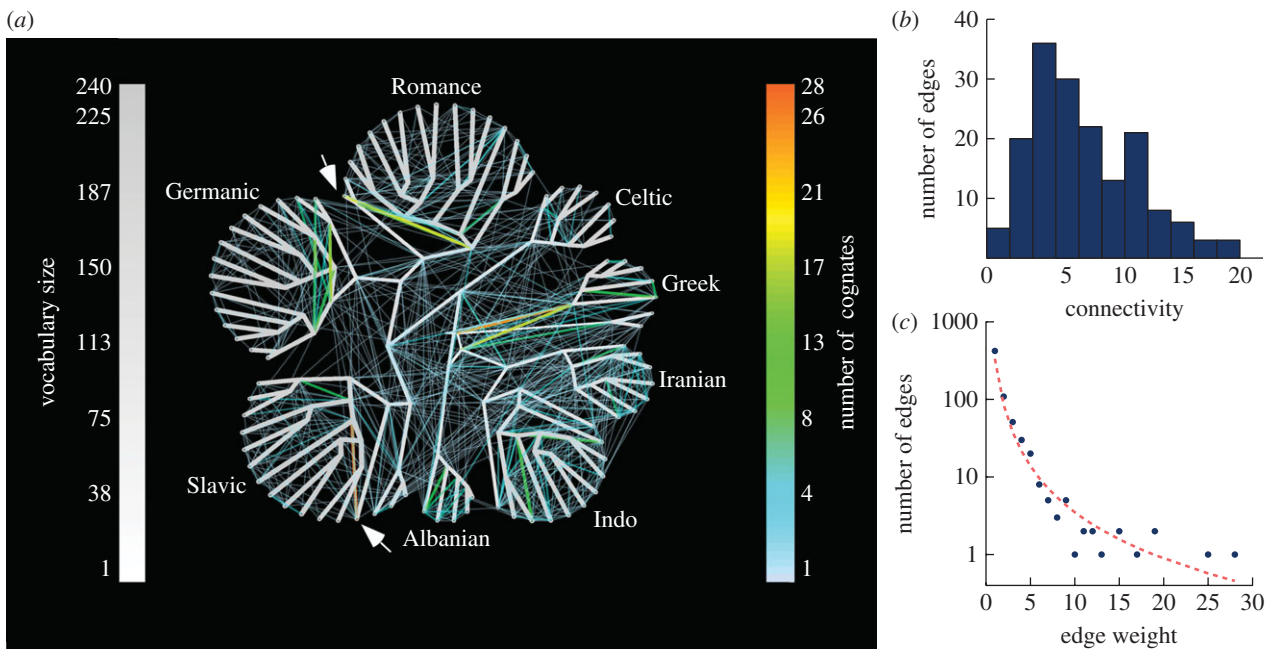 (a)
240
225
187
150
113
75
38
1
vocabulary size
Romance
Germanic
Celtic
Greek
Iranian
Indo
Albanian
Slavic
28
26
21
17
13
8
4
1
number of cognates
(b)
40
30
20
10
0 5 10 15 20
number of edges
connectivity
(c)
1000
100
10
1
0 5 10 15 20 25 30
number of edges
edge weight